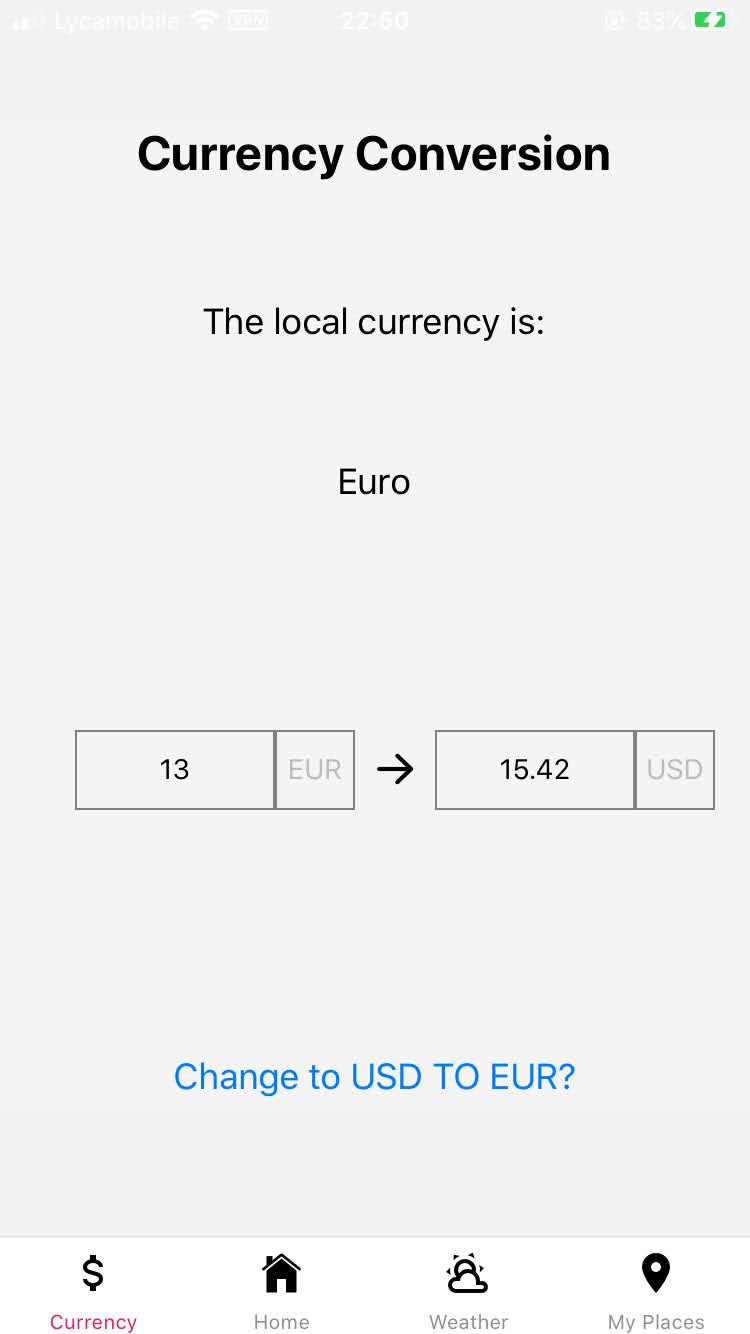 Lycamobile VPN 22:50 83%
Currency Conversion
The local currency is:
Euro
13 EUR → 15.42 USD
Change to USD TO EUR?
Currency Home Weather My Places